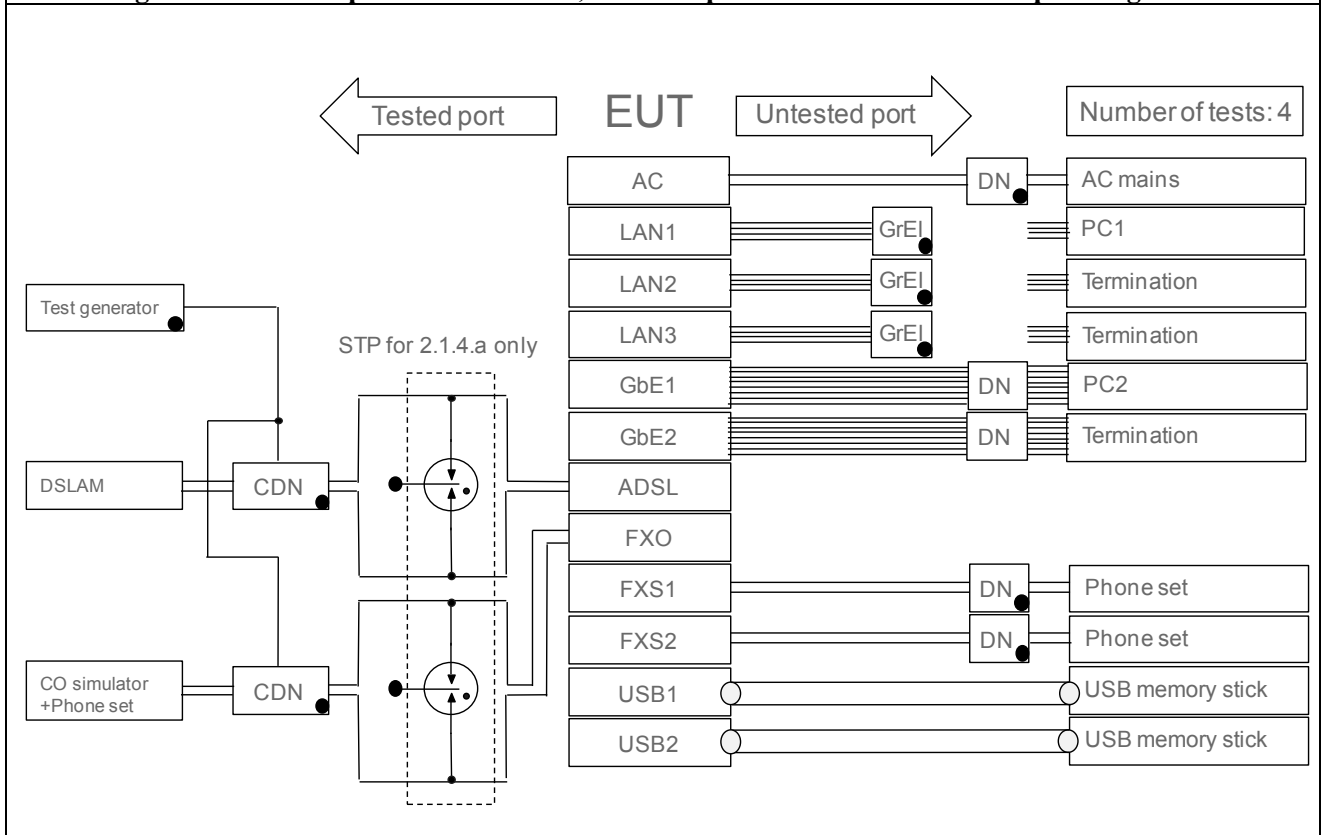 Tested port
EUT
Untested port
Number of tests: 4
AC
DN
AC mains
LAN1
GrEl
PC1
LAN2
GrEl
Termination
Test generator
STP for 2.1.4.a only
LAN3
GrEl
Termination
GbE1
DN
PC2
GbE2
DN
Termination
DSLAM
CDN
ADSL
FXO
FXS1
DN
Phone set
FXS2
DN
Phone set
CO simulator
+Phone set
CDN
USB1
USB memory stick
USB2
USB memory stick